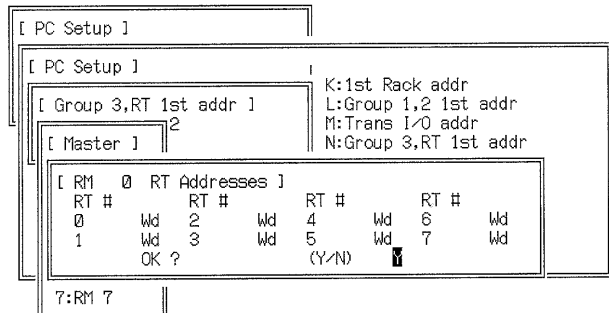 [ PC Setup ]
[ PC Setup ]
K:1st Rack addr
L:Group 1,2 1st addr
M:Trans I/O addr
N:Group 3,RT 1st addr
[ Group 3,RT 1st addr ]
2
[ Master ]
[ RM 0 RT Addresses ]
RT # RT # RT # RT #
0 Wd 2 Wd 4 Wd 6 Wd
1 Wd 3 Wd 5 Wd 7 Wd
OK ? (Y/N) Y
7:RM 7